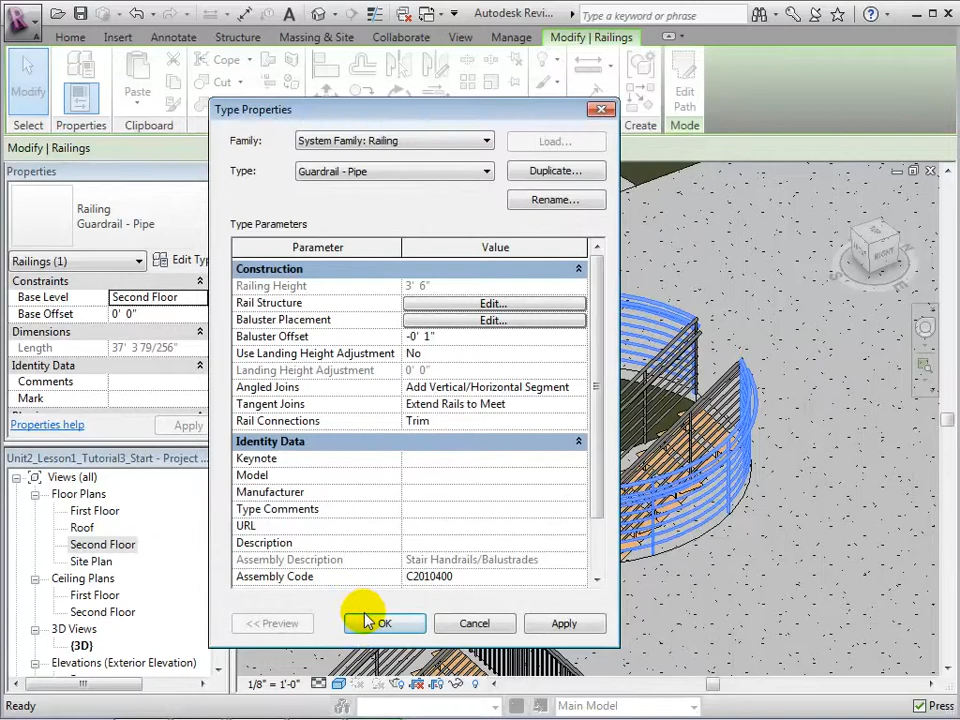 Autodesk Revi...
Type a keyword or phrase
Home Insert Annotate Structure Massing & Site Collaborate View Manage Modify | Railings
Modify
Paste
Cope
Cut
Edit
Path
Select Properties Clipboard Create Mode
Modify | Railings
Properties
Railing
Guardrail - Pipe
Railings (1) Edit Typ
Constraints
Base Level Second Floor
Base Offset 0' 0"
Dimensions
Length 37' 3 79/256"
Identity Data
Comments
Mark
Properties help Apply
Unit2_Lesson1_Tutorial3_Start - Project
Views (all)
Floor Plans
First Floor
Roof
Second Floor
Site Plan
Ceiling Plans
First Floor
Second Floor
3D Views
{3D}
Elevations (Exterior Elevation)
Type Properties
Family: System Family: Railing Load...
Type: Guardrail - Pipe Duplicate...
Rename...
Type Parameters
Parameter Value
Construction
Railing Height 3' 6"
Rail Structure Edit...
Baluster Placement Edit...
Baluster Offset -0' 1"
Use Landing Height Adjustment No
Landing Height Adjustment 0' 0"
Angled Joins Add Vertical/Horizontal Segment
Tangent Joins Extend Rails to Meet
Rail Connections Trim
Identity Data
Keynote
Model
Manufacturer
Type Comments
URL
Description
Assembly Description Stair Handrails/Balustrades
Assembly Code C2010400
<< Preview OK Cancel Apply
RIGHT
1/8" = 1'-0"
Ready Main Model Press